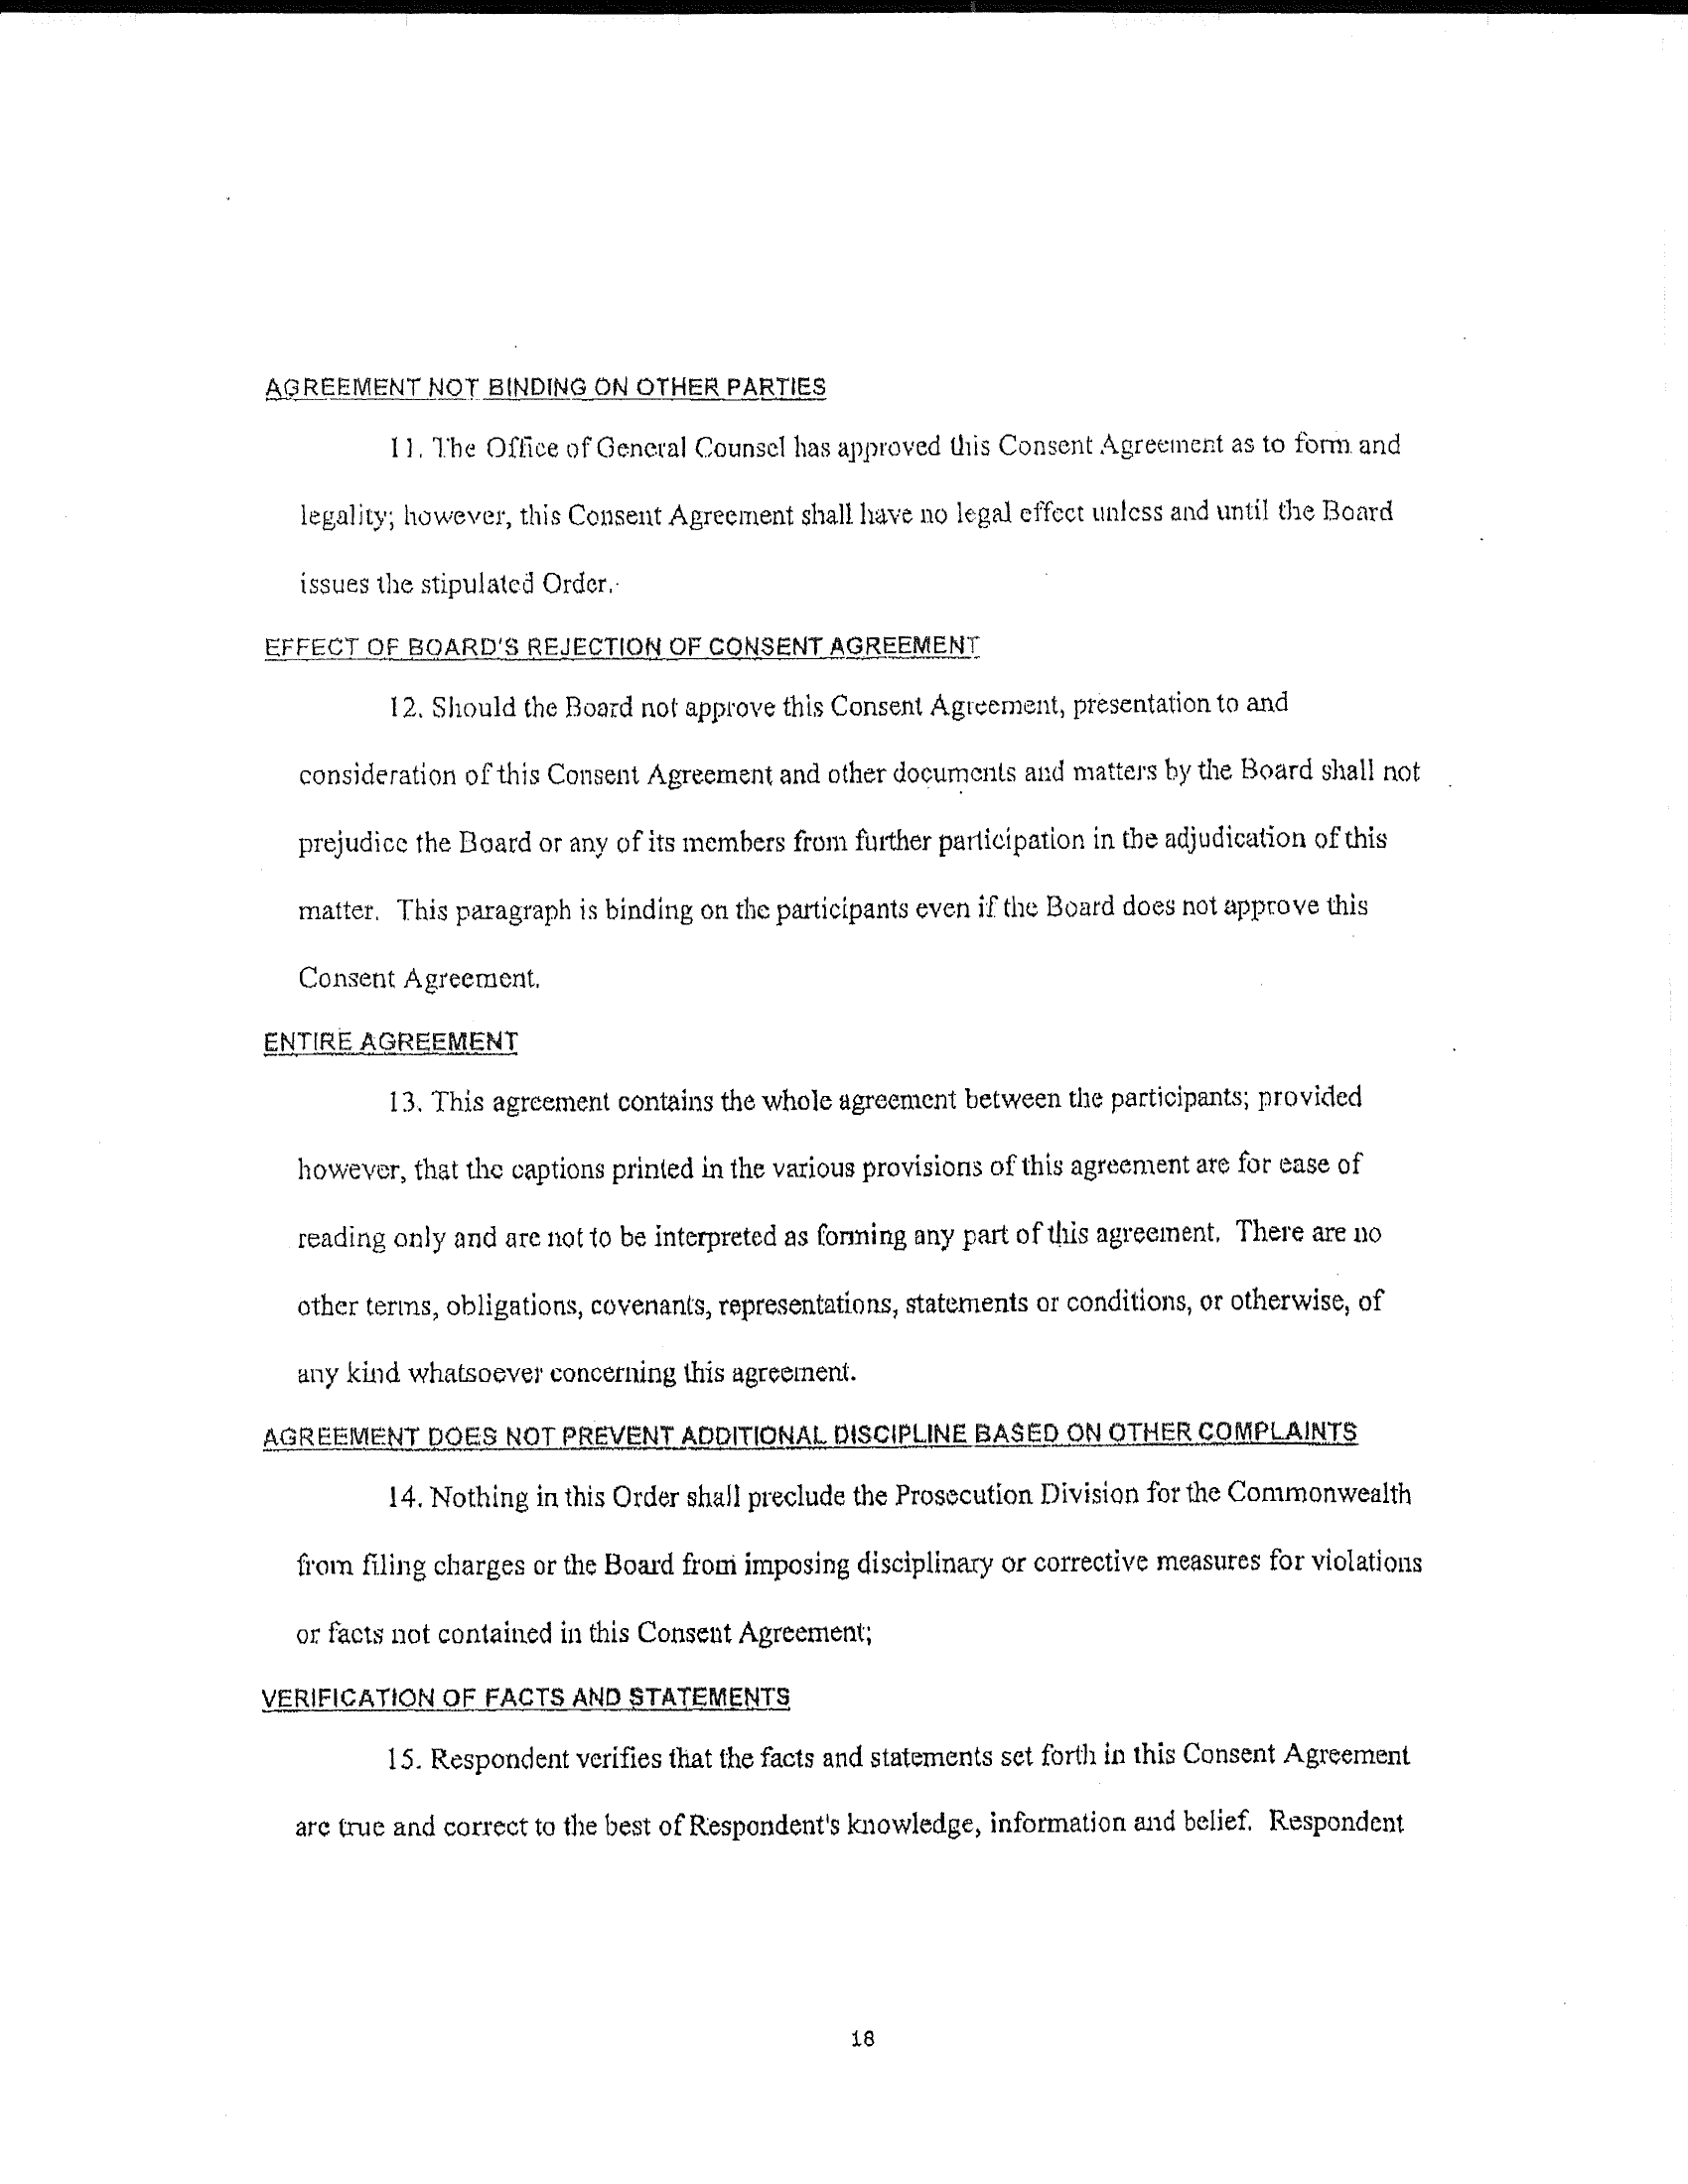 AGREEMENT NOT BINDING ON OTHER PARTIES
11. The Office of General Counsel has approved this Consent Agreement as to form and
legality; however, this Consent Agreement shall have no legal effect unless and until the Board
issues the stipulated Order.
EFFECT OF BOARD'S REJECTION OF CONSENT AGREEMENT
12. Should the Board not approve this Consent Agreement, presentation to and
consideration of this Consent Agreement and other documents and matters by the Board shall not
prejudice the Board or any of its members from further participation in the adjudication of this
matter. This paragraph is binding on the participants even if the Board does not approve this
Consent Agreement.
ENTIRE AGREEMENT
13. This agreement contains the whole agreement between the participants; provided
however, that the captions printed in the various provisions of this agreement are for ease of
reading only and are not to be interpreted as forming any part of this agreement. There are no
other terms, obligations, covenants, representations, statements or conditions, or otherwise, of
any kind whatsoever concerning this agreement.
AGREEMENT DOES NOT PREVENT ADDITIONAL DISCIPLINE BASED ON OTHER COMPLAINTS
14. Nothing in this Order shall preclude the Prosecution Division for the Commonwealth
from filing charges or the Board from imposing disciplinary or corrective measures for violations
or facts not contained in this Consent Agreement;
VERIFICATION OF FACTS AND STATEMENTS
15. Respondent verifies that the facts and statements set forth in this Consent Agreement
are true and correct to the best of Respondent's knowledge, information and belief. Respondent
18